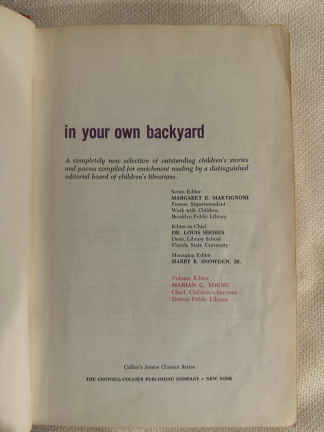 in your own backyard
A completely new selection of outstanding children's stories
and poems compiled for enrichment reading by a distinguished
editorial board of children's librarians.
Series Editor
MARGARET E. MARTIGNONI
Former Superintendent
Work with Children,
Brooklyn Public Library
Editor-in-Chief
DR. LOUIS SHORES
Dean, Library School
Florida State University
Managing Editor
HARRY R. SNOWDEN, JR.
Volume Editor
MARIAN C. YOUNG
Chief, Children's Services
Detroit Public Library
Collier's Junior Classics Series
THE CROWELL-COLLIER PUBLISHING COMPANY • NEW YORK